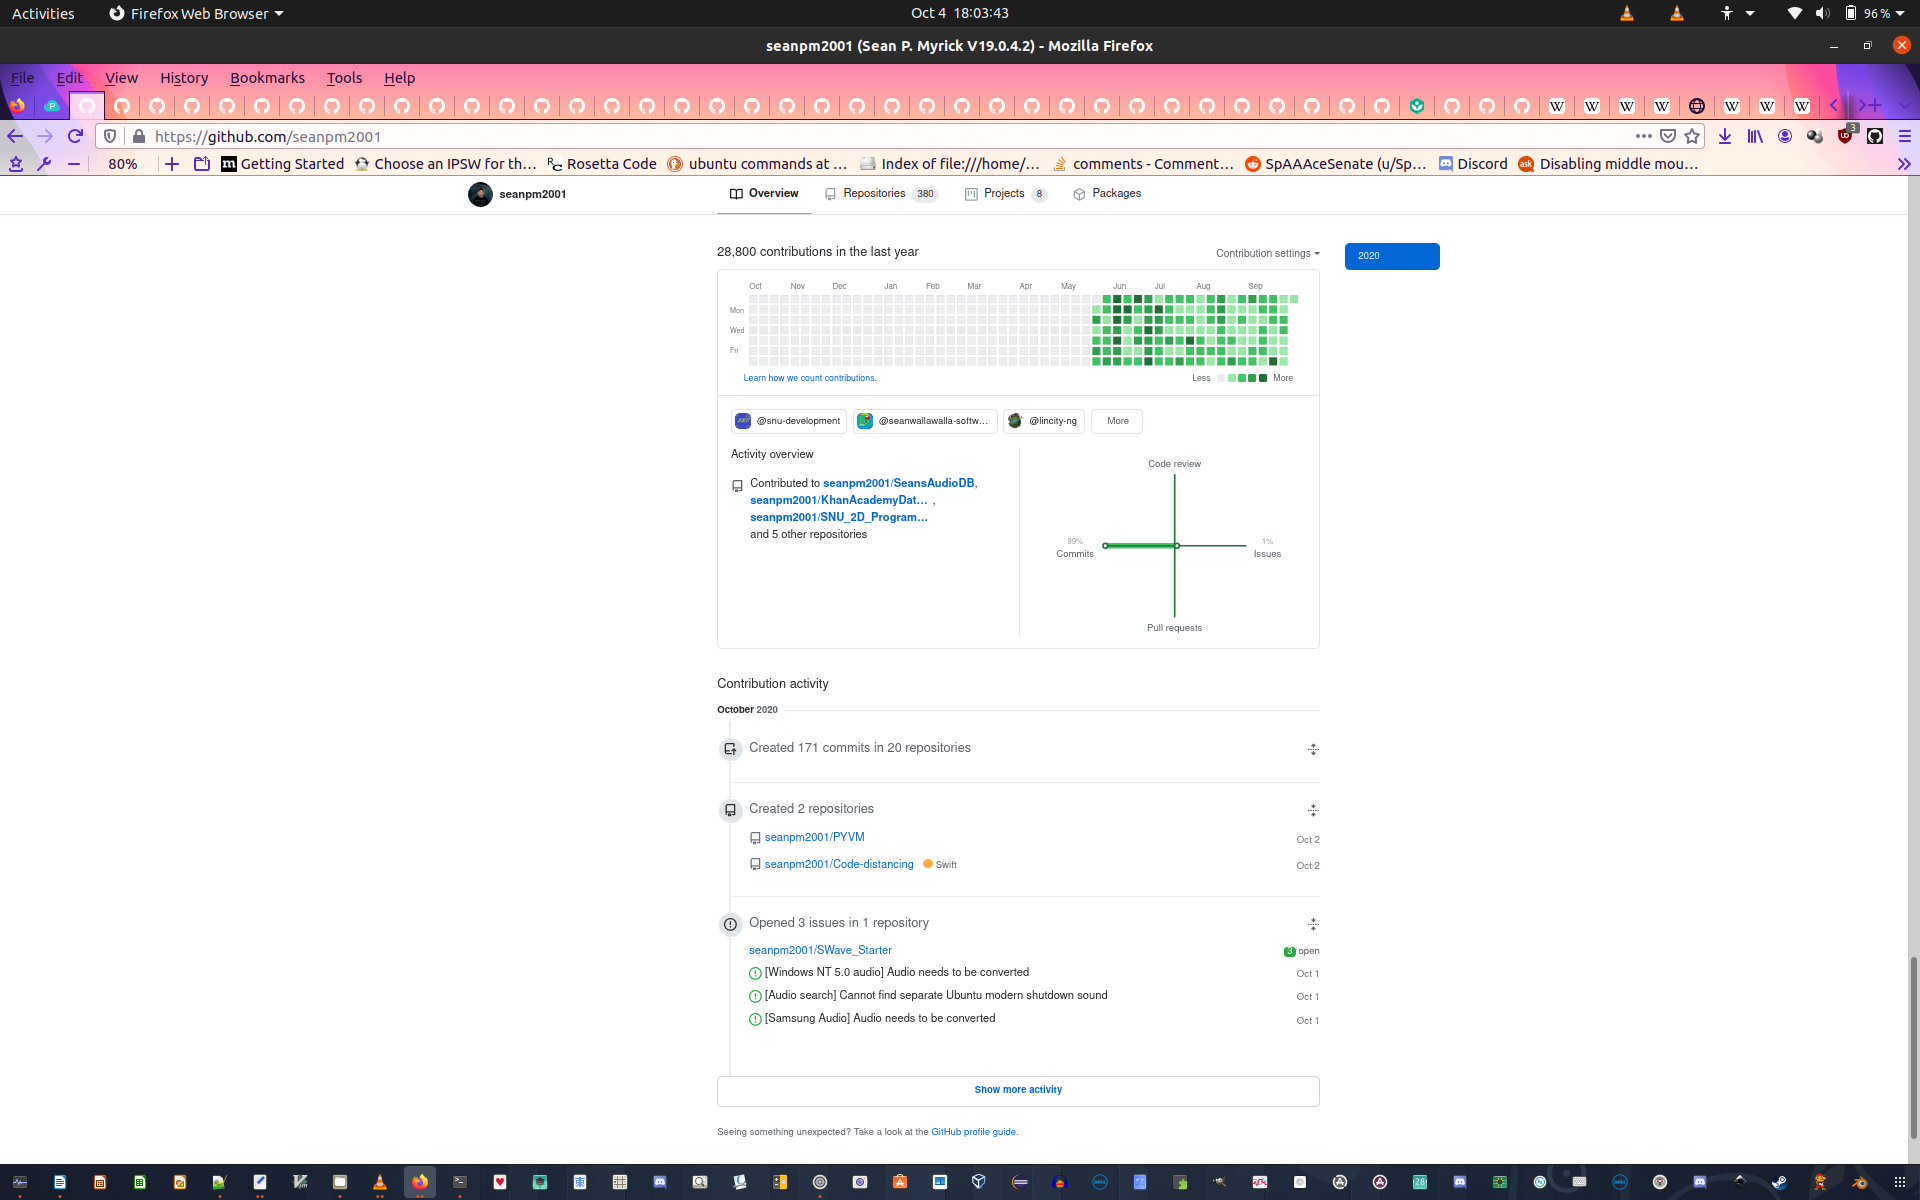 Activities Firefox Web Browser Oct 4 18:03:43 96 %
seanpm2001 (Sean P. Myrick V19.0.4.2) - Mozilla Firefox
File Edit View History Bookmarks Tools Help
https://github.com/seanpm2001 3
80% Getting Started Choose an IPSW for th… Rosetta Code ubuntu commands at … Index of file:///home/… comments - Comment… SpAAAceSenate (u/Sp… Discord Disabling middle mou…
seanpm2001 Overview Repositories 380 Projects 8 Packages
28,800 contributions in the last year Contribution settings 2020
Oct Nov Dec Jan Feb Mar Apr May Jun Jul Aug Sep
Mon
Wed
Fri
Learn how we count contributions. Less More
@snu-development @seanwallawalla-softw… @lincity-ng More
Activity overview
Code review
Contributed to seanpm2001/SeansAudioDB,
seanpm2001/KhanAcademyDat… ,
seanpm2001/SNU_2D_Program…
and 5 other repositories
99% 1%
Commits Issues
Pull requests
Contribution activity
October 2020
Created 171 commits in 20 repositories
Created 2 repositories
seanpm2001/PYVM Oct 2
seanpm2001/Code-distancing Swift Oct 2
Opened 3 issues in 1 repository
seanpm2001/SWave_Starter 3 open
[Windows NT 5.0 audio] Audio needs to be converted Oct 1
[Audio search] Cannot find separate Ubuntu modern shutdown sound Oct 1
[Samsung Audio] Audio needs to be converted Oct 1
Show more activity
Seeing something unexpected? Take a look at the GitHub profile guide.